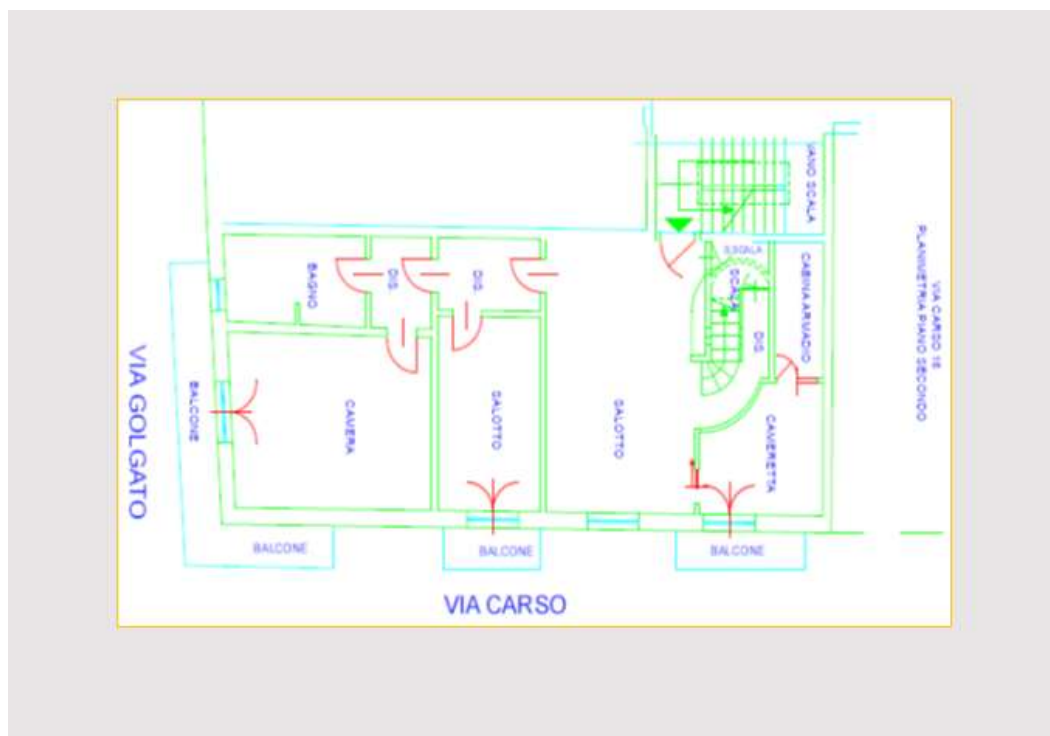 VANO SCALA
VIA CARSO 1E
PLANIMETRIA PIANO SECONDO
CABINA ARMADIO
SCALA
DIS.
DIS.
DIS.
BAGNO
CAMERA
SALOTTO
SALOTTO
CAMERETTA
BALCONE
VIA GOLGATO
BALCONE
BALCONE
BALCONE
VIA CARSO